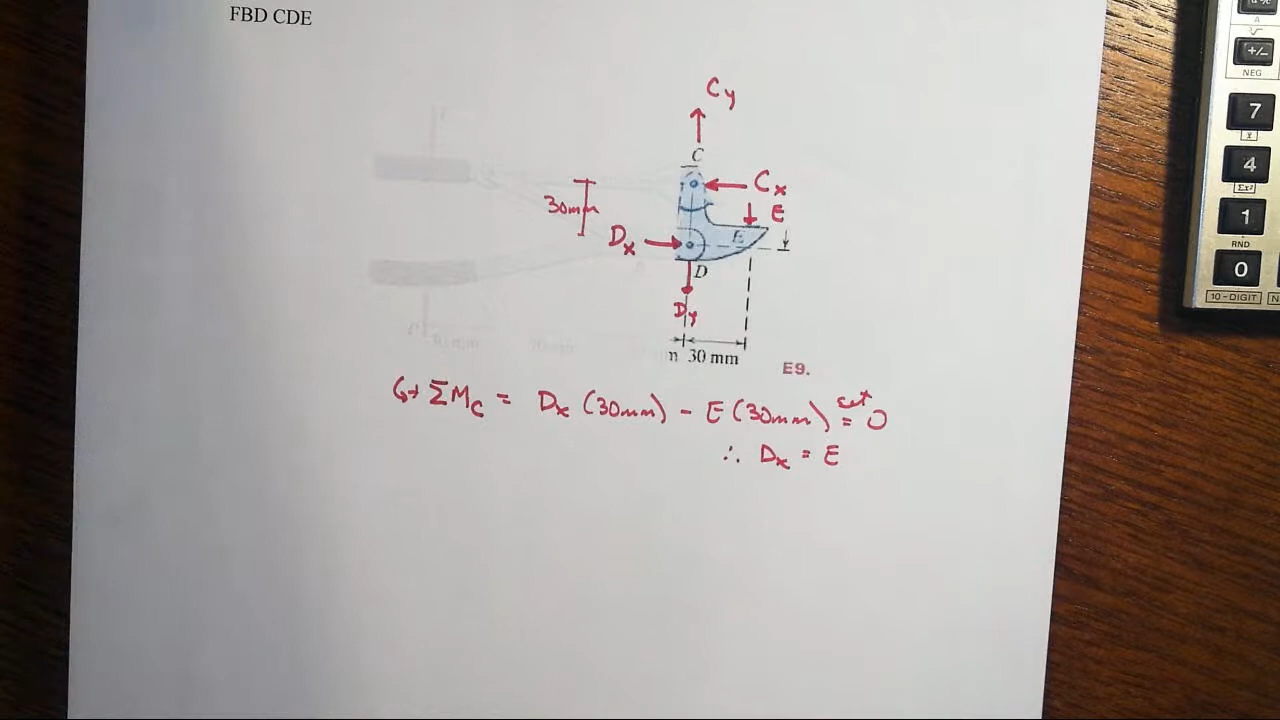 FBD CDE
Cy
C
Cx
30mm
E
Dx
E
D
Dy
n 30 mm
E9.
↺+ ΣMc = Dx (30mm) - E (30mm) set = 0
∴ Dx = E
A
√
+/-
NEG
7
x̄
4
Σx²
1
RND
0
10-DIGIT